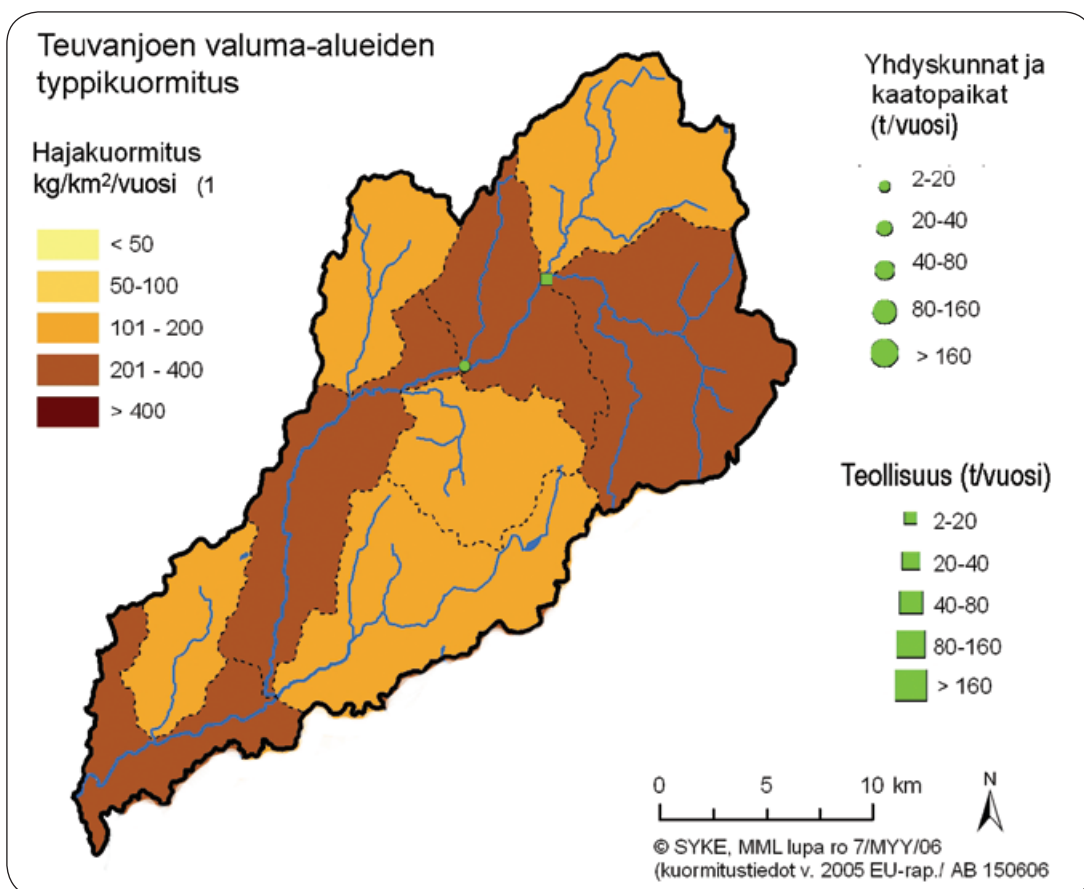 Teuvanjoen valuma-alueiden
typpikuormitus
Hajakuormitus
kg/km²/vuosi (1
< 50
50-100
101 - 200
201 - 400
> 400
Yhdyskunnat ja
kaatopaikat
(t/vuosi)
2-20
20-40
40-80
80-160
> 160
Teollisuus (t/vuosi)
2-20
20-40
40-80
80-160
> 160
0 5 10 km
N
© SYKE, MML lupa ro 7/MYY/06
(kuormitustiedot v. 2005 EU-rap./ AB 150606